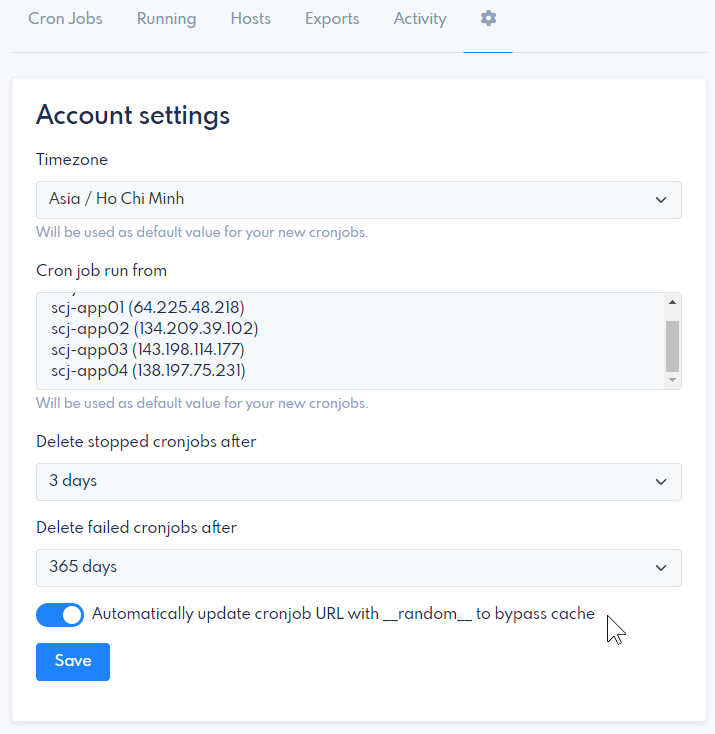 Cron Jobs Running Hosts Exports Activity
Account settings
Timezone
Asia / Ho Chi Minh
Will be used as default value for your new cronjobs.
Cron job run from
scj-app01 (64.225.48.218)
scj-app02 (134.209.39.102)
scj-app03 (143.198.114.177)
scj-app04 (138.197.75.231)
Will be used as default value for your new cronjobs.
Delete stopped cronjobs after
3 days
Delete failed cronjobs after
365 days
Automatically update cronjob URL with __random__ to bypass cache
Save